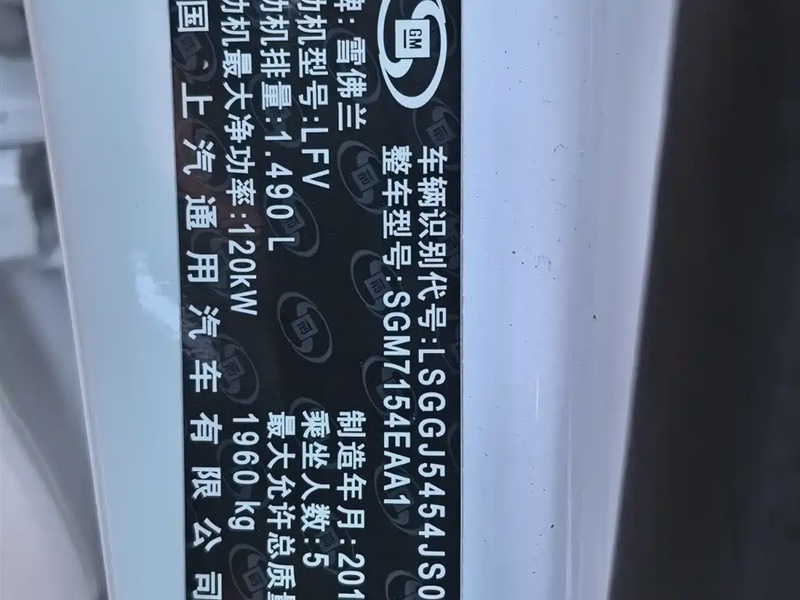 GM
车辆识别代号:LSGGJ5454JS0
整车型号:SGM7154EAA1
牌:雪佛兰
制造年月:201
动机型号:LFV
乘坐人数:5
动机排量:1.490L
最大允许总质量
动机最大净功率:120kW
1960kg
国·上汽通用汽车有限公司